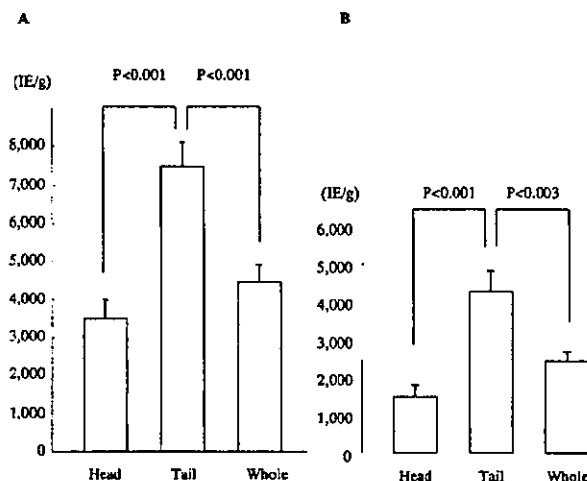 A
(IE/g)
P<0.001 P<0.001
8,000
7,000
6,000
5,000
4,000
3,000
2,000
1,000
0
Head Tail Whole
B
(IE/g)
P<0.001 P<0.003
6,000
5,000
4,000
3,000
2,000
1,000
0
Head Tail Whole